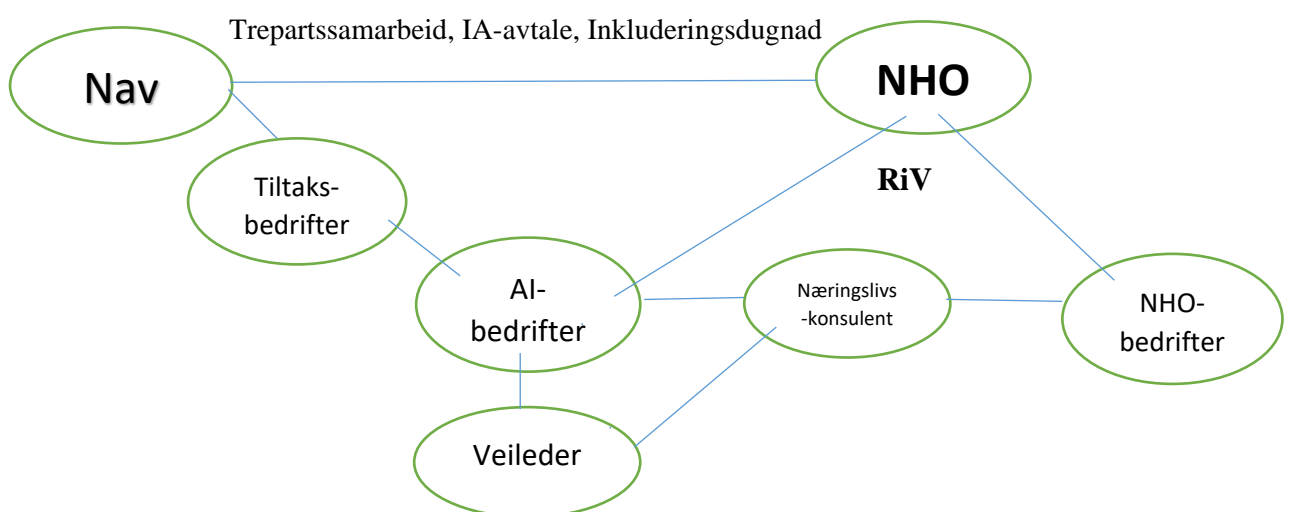 Trepartssamarbeid, IA-avtale, Inkluderingsdugnad
Nav
NHO
Tiltaks-
bedrifter
RiV
AI-
bedrifter
Næringslivs
-konsulent
NHO-
bedrifter
Veileder